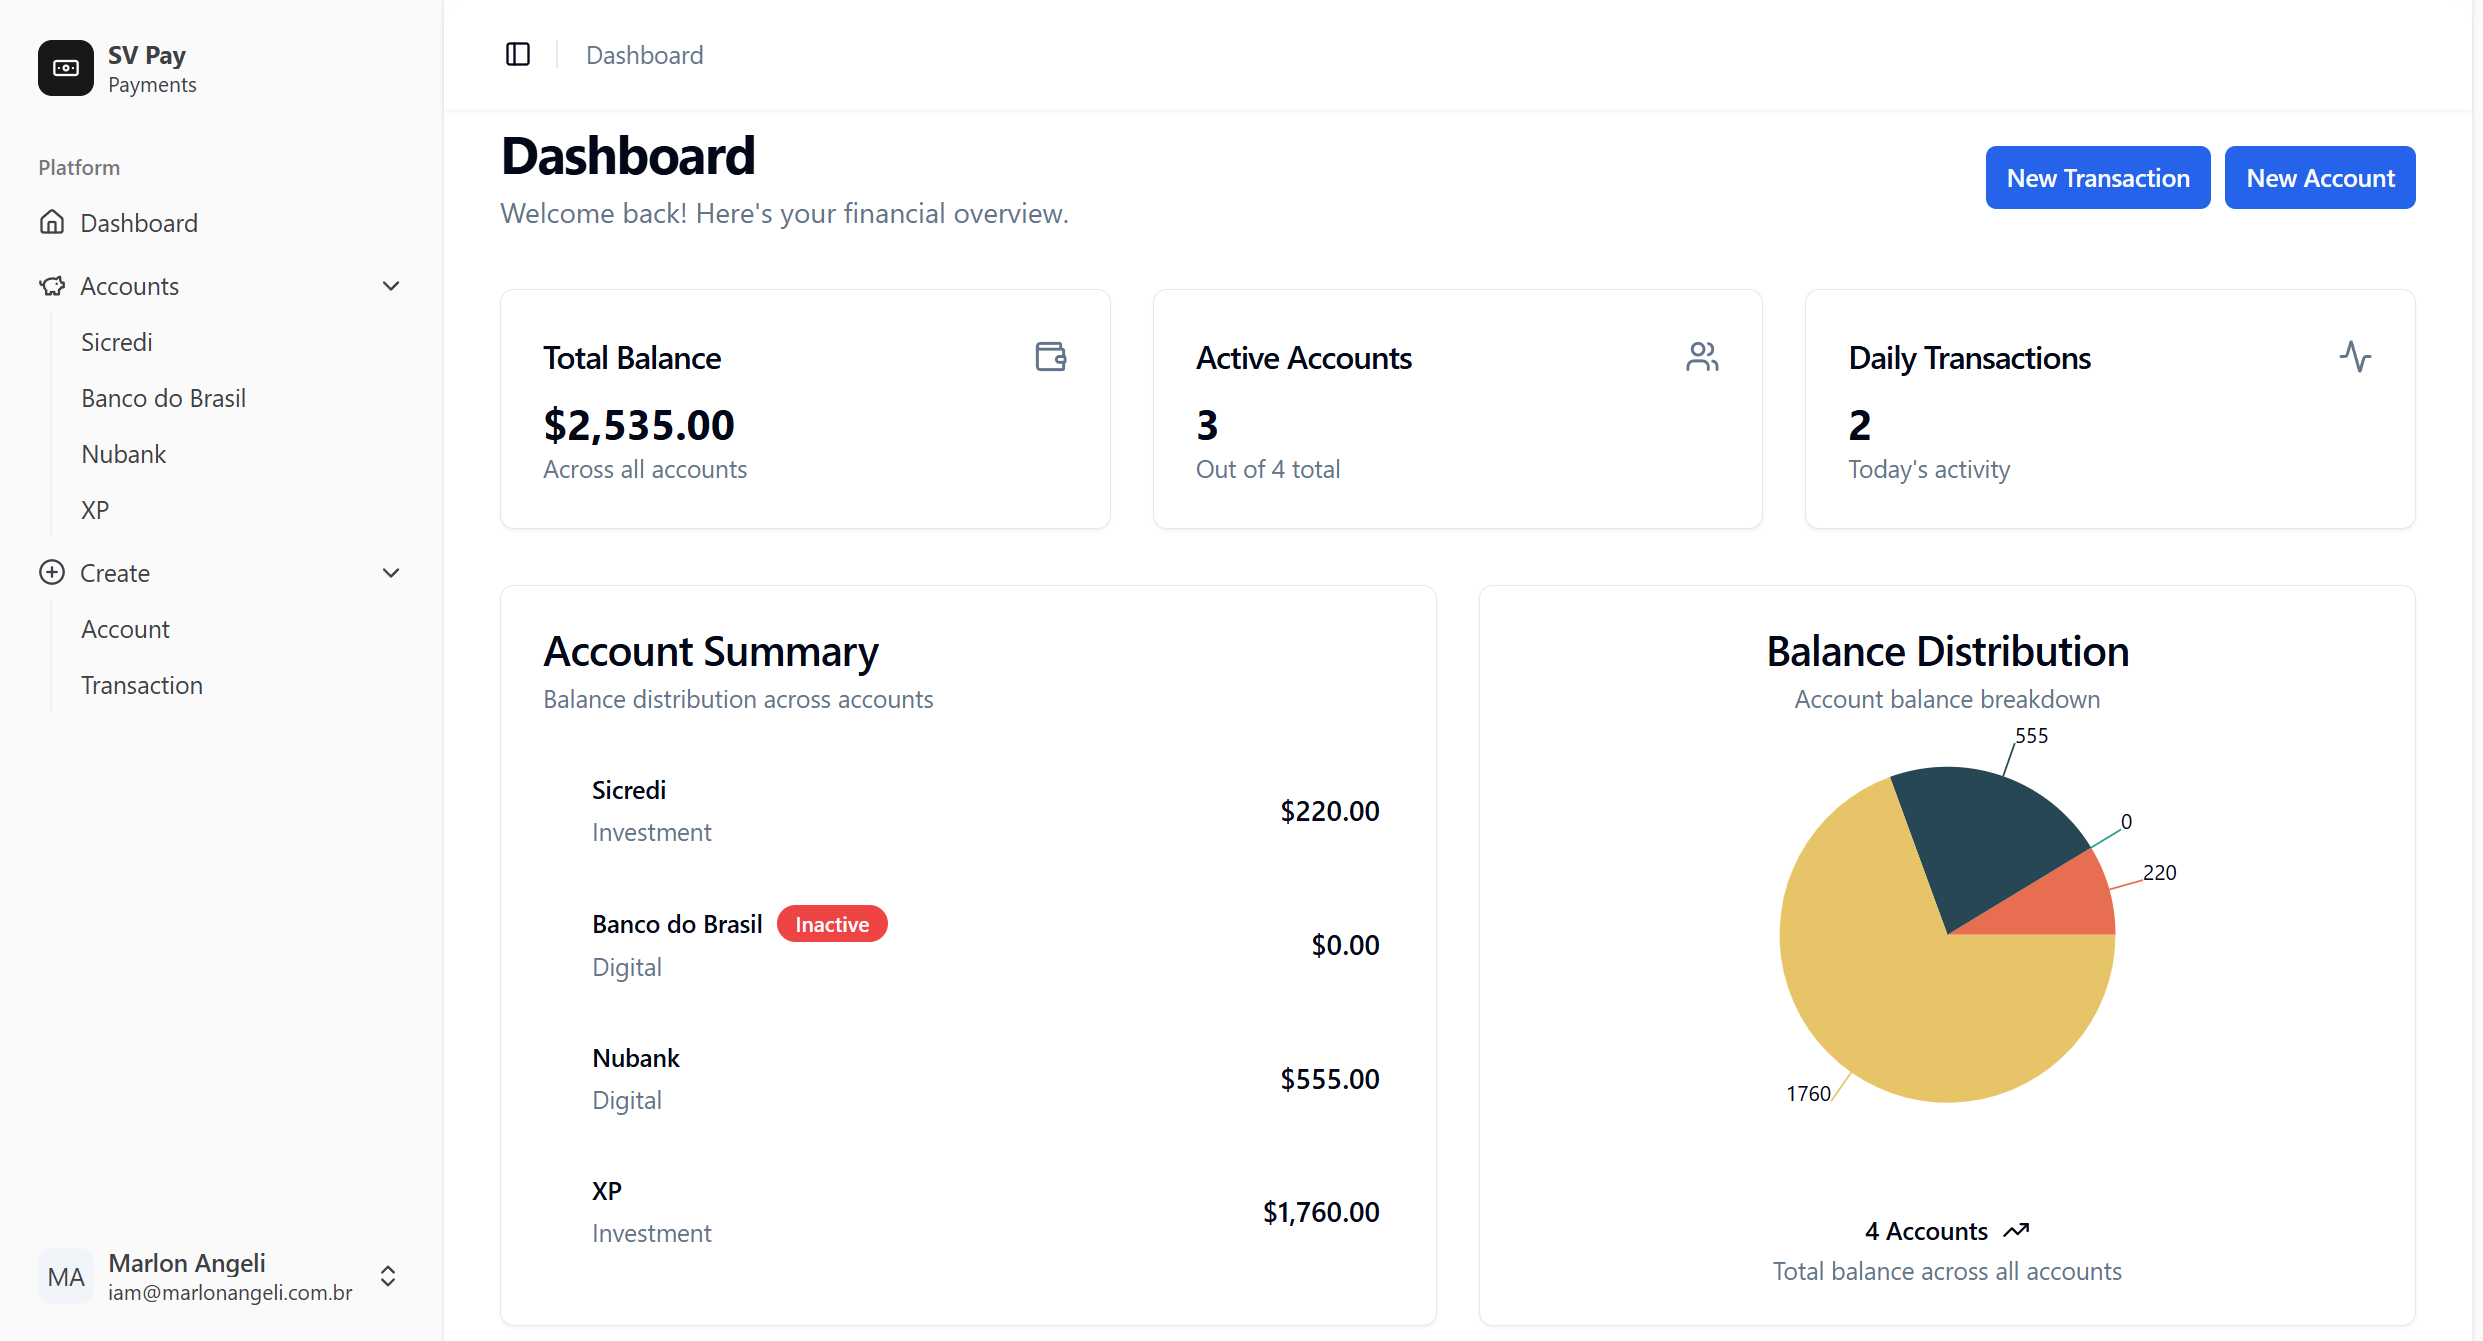 SV Pay
Payments
Platform
Dashboard
Accounts
Sicredi
Banco do Brasil
Nubank
XP
Create
Account
Transaction
MA
Marlon Angeli
iam@marlonangeli.com.br
Dashboard
Dashboard
Welcome back! Here's your financial overview.
New Transaction
New Account
Total Balance
$2,535.00
Across all accounts
Active Accounts
3
Out of 4 total
Daily Transactions
2
Today's activity
Account Summary
Balance distribution across accounts
Sicredi
Investment
$220.00
Banco do Brasil Inactive
Digital
$0.00
Nubank
Digital
$555.00
XP
Investment
$1,760.00
Balance Distribution
Account balance breakdown
555
0
220
1760
4 Accounts
Total balance across all accounts